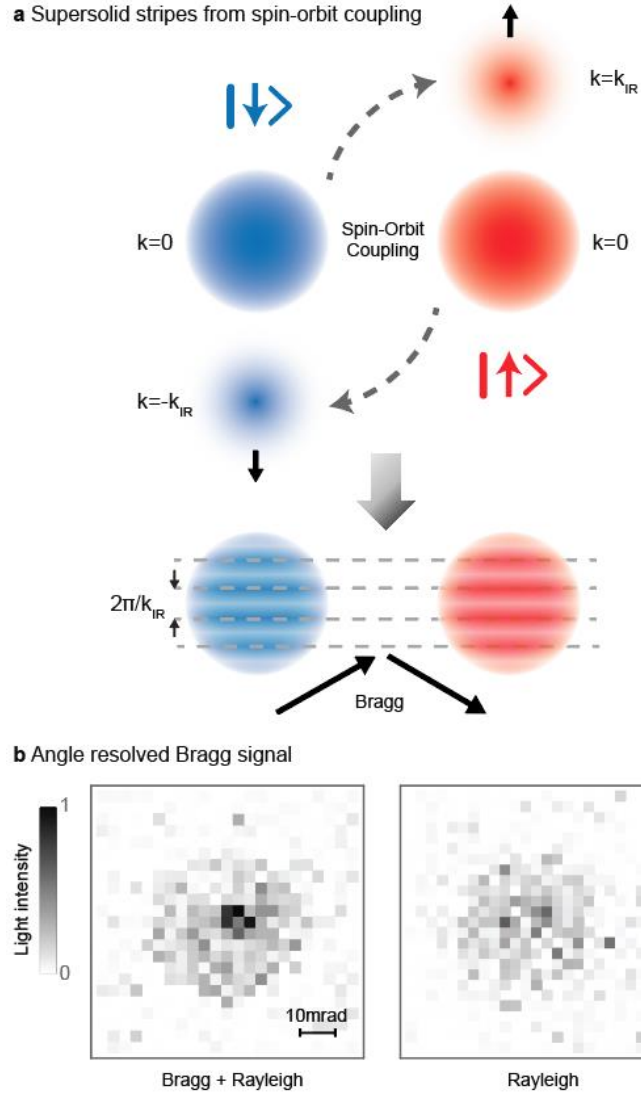 a Supersolid stripes from spin-orbit coupling
|↓>
k=k_IR
k=0
Spin-Orbit
Coupling
k=0
k=-k_IR
|↑>
2π/k_IR
Bragg
b Angle resolved Bragg signal
Light intensity
1
0
10mrad
Bragg + Rayleigh
Rayleigh